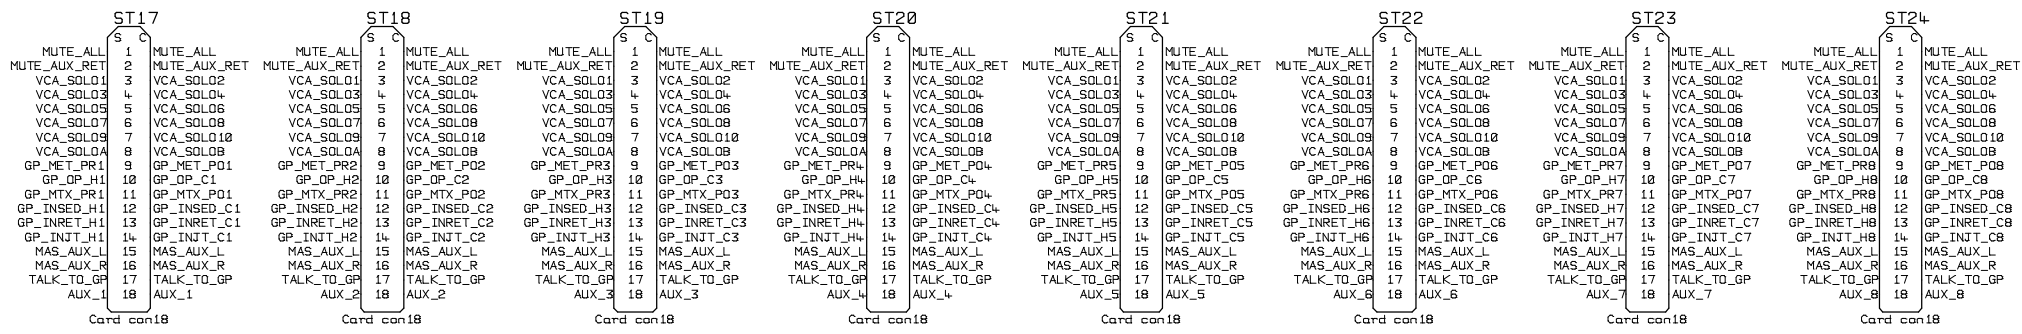 ST17 ST18 ST19 ST20 ST21 ST22 ST23 ST24
S C S C S C S C S C S C S C S C
MUTE_ALL 1 MUTE_ALL MUTE_ALL 1 MUTE_ALL MUTE_ALL 1 MUTE_ALL MUTE_ALL 1 MUTE_ALL MUTE_ALL 1 MUTE_ALL MUTE_ALL 1 MUTE_ALL MUTE_ALL 1 MUTE_ALL MUTE_ALL 1 MUTE_ALL
MUTE_AUX_RET 2 MUTE_AUX_RET MUTE_AUX_RET 2 MUTE_AUX_RET MUTE_AUX_RET 2 MUTE_AUX_RET MUTE_AUX_RET 2 MUTE_AUX_RET MUTE_AUX_RET 2 MUTE_AUX_RET MUTE_AUX_RET 2 MUTE_AUX_RET MUTE_AUX_RET 2 MUTE_AUX_RET MUTE_AUX_RET 2 MUTE_AUX_RET
VCA_SOLO1 3 VCA_SOLO2 VCA_SOLO1 3 VCA_SOLO2 VCA_SOLO1 3 VCA_SOLO2 VCA_SOLO1 3 VCA_SOLO2 VCA_SOLO1 3 VCA_SOLO2 VCA_SOLO1 3 VCA_SOLO2 VCA_SOLO1 3 VCA_SOLO2 VCA_SOLO1 3 VCA_SOLO2
VCA_SOLO3 4 VCA_SOLO4 VCA_SOLO3 4 VCA_SOLO4 VCA_SOLO3 4 VCA_SOLO4 VCA_SOLO3 4 VCA_SOLO4 VCA_SOLO3 4 VCA_SOLO4 VCA_SOLO3 4 VCA_SOLO4 VCA_SOLO3 4 VCA_SOLO4 VCA_SOLO3 4 VCA_SOLO4
VCA_SOLO5 5 VCA_SOLO6 VCA_SOLO5 5 VCA_SOLO6 VCA_SOLO5 5 VCA_SOLO6 VCA_SOLO5 5 VCA_SOLO6 VCA_SOLO5 5 VCA_SOLO6 VCA_SOLO5 5 VCA_SOLO6 VCA_SOLO5 5 VCA_SOLO6 VCA_SOLO5 5 VCA_SOLO6
VCA_SOLO7 6 VCA_SOLO8 VCA_SOLO7 6 VCA_SOLO8 VCA_SOLO7 6 VCA_SOLO8 VCA_SOLO7 6 VCA_SOLO8 VCA_SOLO7 6 VCA_SOLO8 VCA_SOLO7 6 VCA_SOLO8 VCA_SOLO7 6 VCA_SOLO8 VCA_SOLO7 6 VCA_SOLO8
VCA_SOLO9 7 VCA_SOLO10 VCA_SOLO9 7 VCA_SOLO10 VCA_SOLO9 7 VCA_SOLO10 VCA_SOLO9 7 VCA_SOLO10 VCA_SOLO9 7 VCA_SOLO10 VCA_SOLO9 7 VCA_SOLO10 VCA_SOLO9 7 VCA_SOLO10 VCA_SOLO9 7 VCA_SOLO10
VCA_SOLOA 8 VCA_SOLOB VCA_SOLOA 8 VCA_SOLOB VCA_SOLOA 8 VCA_SOLOB VCA_SOLOA 8 VCA_SOLOB VCA_SOLOA 8 VCA_SOLOB VCA_SOLOA 8 VCA_SOLOB VCA_SOLOA 8 VCA_SOLOB VCA_SOLOA 8 VCA_SOLOB
GP_MET_PR1 9 GP_MET_PO1 GP_MET_PR2 9 GP_MET_PO2 GP_MET_PR3 9 GP_MET_PO3 GP_MET_PR4 9 GP_MET_PO4 GP_MET_PR5 9 GP_MET_PO5 GP_MET_PR6 9 GP_MET_PO6 GP_MET_PR7 9 GP_MET_PO7 GP_MET_PR8 9 GP_MET_PO8
GP_OP_H1 10 GP_OP_C1 GP_OP_H2 10 GP_OP_C2 GP_OP_H3 10 GP_OP_C3 GP_OP_H4 10 GP_OP_C4 GP_OP_H5 10 GP_OP_C5 GP_OP_H6 10 GP_OP_C6 GP_OP_H7 10 GP_OP_C7 GP_OP_H8 10 GP_OP_C8
GP_MTX_PR1 11 GP_MTX_PO1 GP_MTX_PR2 11 GP_MTX_PO2 GP_MTX_PR3 11 GP_MTX_PO3 GP_MTX_PR4 11 GP_MTX_PO4 GP_MTX_PR5 11 GP_MTX_PO5 GP_MTX_PR6 11 GP_MTX_PO6 GP_MTX_PR7 11 GP_MTX_PO7 GP_MTX_PR8 11 GP_MTX_PO8
GP_INSED_H1 12 GP_INSED_C1 GP_INSED_H2 12 GP_INSED_C2 GP_INSED_H3 12 GP_INSED_C3 GP_INSED_H4 12 GP_INSED_C4 GP_INSED_H5 12 GP_INSED_C5 GP_INSED_H6 12 GP_INSED_C6 GP_INSED_H7 12 GP_INSED_C7 GP_INSED_H8 12 GP_INSED_C8
GP_INRET_H1 13 GP_INRET_C1 GP_INRET_H2 13 GP_INRET_C2 GP_INRET_H3 13 GP_INRET_C3 GP_INRET_H4 13 GP_INRET_C4 GP_INRET_H5 13 GP_INRET_C5 GP_INRET_H6 13 GP_INRET_C6 GP_INRET_H7 13 GP_INRET_C7 GP_INRET_H8 13 GP_INRET_C8
GP_INJT_H1 14 GP_INJT_C1 GP_INJT_H2 14 GP_INJT_C2 GP_INJT_H3 14 GP_INJT_C3 GP_INJT_H4 14 GP_INJT_C4 GP_INJT_H5 14 GP_INJT_C5 GP_INJT_H6 14 GP_INJT_C6 GP_INJT_H7 14 GP_INJT_C7 GP_INJT_H8 14 GP_INJT_C8
MAS_AUX_L 15 MAS_AUX_L MAS_AUX_L 15 MAS_AUX_L MAS_AUX_L 15 MAS_AUX_L MAS_AUX_L 15 MAS_AUX_L MAS_AUX_L 15 MAS_AUX_L MAS_AUX_L 15 MAS_AUX_L MAS_AUX_L 15 MAS_AUX_L MAS_AUX_L 15 MAS_AUX_L
MAS_AUX_R 16 MAS_AUX_R MAS_AUX_R 16 MAS_AUX_R MAS_AUX_R 16 MAS_AUX_R MAS_AUX_R 16 MAS_AUX_R MAS_AUX_R 16 MAS_AUX_R MAS_AUX_R 16 MAS_AUX_R MAS_AUX_R 16 MAS_AUX_R MAS_AUX_R 16 MAS_AUX_R
TALK_TO_GP 17 TALK_TO_GP TALK_TO_GP 17 TALK_TO_GP TALK_TO_GP 17 TALK_TO_GP TALK_TO_GP 17 TALK_TO_GP TALK_TO_GP 17 TALK_TO_GP TALK_TO_GP 17 TALK_TO_GP TALK_TO_GP 17 TALK_TO_GP TALK_TO_GP 17 TALK_TO_GP
AUX_1 18 AUX_1 AUX_2 18 AUX_2 AUX_3 18 AUX_3 AUX_4 18 AUX_4 AUX_5 18 AUX_5 AUX_6 18 AUX_6 AUX_7 18 AUX_7 AUX_8 18 AUX_8
Card con18 Card con18 Card con18 Card con18 Card con18 Card con18 Card con18 Card con18